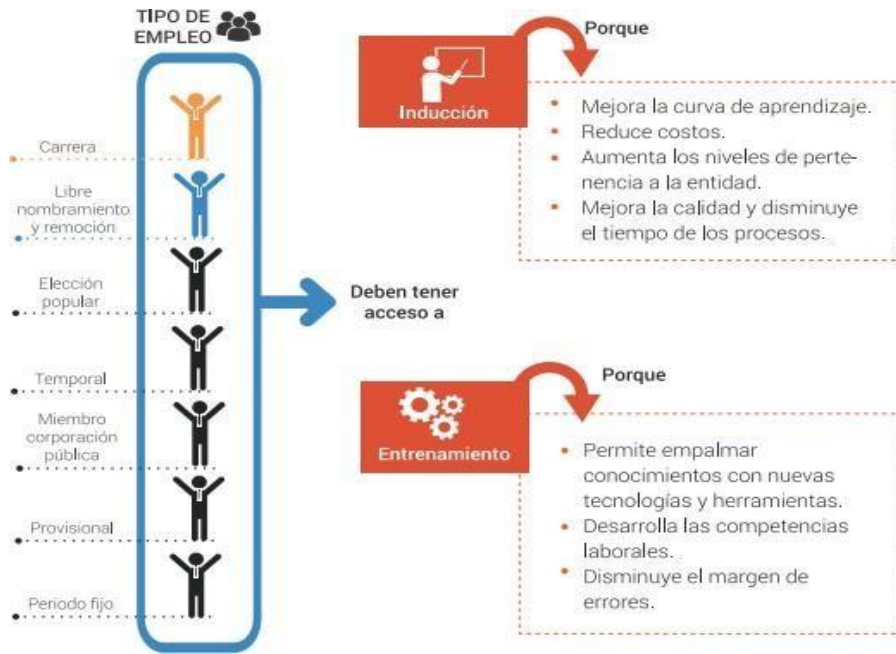 TIPO DE
EMPLEO
Carrera
Libre
nombramiento
y remoción
Elección
popular
Temporal
Miembro
corporación
pública
Provisional
Periodo fijo
Deben tener
acceso a
Inducción
Porque
• Mejora la curva de aprendizaje.
• Reduce costos.
• Aumenta los niveles de perte-
nencia a la entidad.
• Mejora la calidad y disminuye
el tiempo de los procesos.
Entrenamiento
Porque
• Permite empalmar
conocimientos con nuevas
tecnologías y herramientas.
• Desarrolla las competencias
laborales.
• Disminuye el margen de
errores.